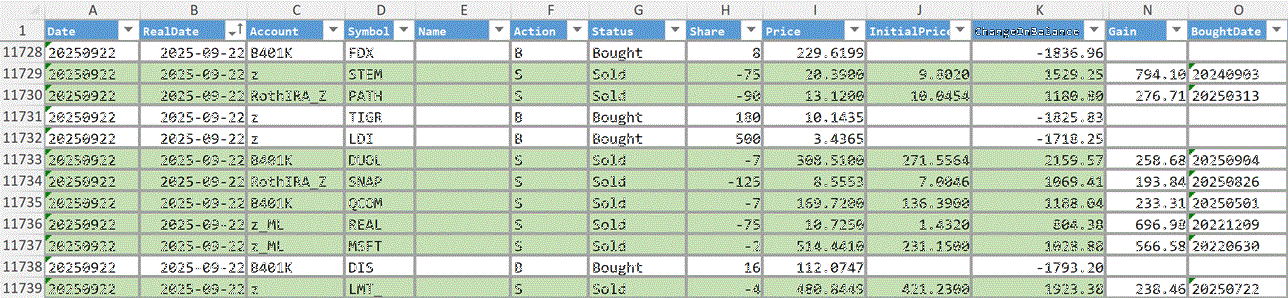 A B C D E F G H I J K N O
1 Date RealDate Account Symbol Name Action Status Share Price InitialPrice ChangeInBalance Gain BoughtDate
11728 20250922 2025-09-22 B401K FDX B Bought 8 229.6199 -1836.96
11729 20250922 2025-09-22 z STEM S Sold -75 20.3900 9.8020 1529.25 794.10 20240903
11730 20250922 2025-09-22 RothIRA_Z PATH S Sold -90 13.1200 10.0454 1180.80 276.71 20250313
11731 20250922 2025-09-22 z TIGR B Bought 180 10.1435 -1825.83
11732 20250922 2025-09-22 z LDI B Bought 500 3.4365 -1718.25
11733 20250922 2025-09-22 B401K DUOL S Sold -7 308.5100 271.5564 2159.57 258.68 20250904
11734 20250922 2025-09-22 RothIRA_Z SNAP S Sold -125 8.5553 7.0046 1069.41 193.84 20250826
11735 20250922 2025-09-22 B401K QCOM S Sold -7 169.7200 136.3900 1188.04 233.31 20250501
11736 20250922 2025-09-22 z_ML REAL S Sold -75 10.7250 1.4320 804.38 696.98 20221209
11737 20250922 2025-09-22 z_ML MSFT S Sold -2 514.4410 231.1500 1028.88 566.58 20220630
11738 20250922 2025-09-22 B401K DIS B Bought 16 112.0747 -1793.20
11739 20250922 2025-09-22 z LMT_ S Sold -4 480.8449 421.2300 1923.38 238.46 20250722